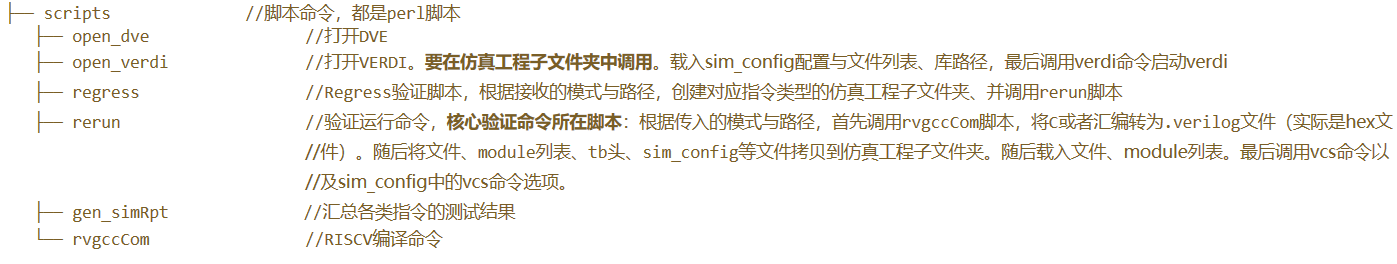 ├── scripts //脚本命令，都是perl脚本
├── open_dve //打开DVE
├── open_verdi //打开VERDI。要在仿真工程子文件夹中调用。载入sim_config配置与文件列表、库路径，最后调用verdi命令启动verdi
├── regress //Regress验证脚本，根据接收的模式与路径，创建对应指令类型的仿真工程子文件夹、并调用rerun脚本
├── rerun //验证运行命令，核心验证命令所在脚本：根据传入的模式与路径，首先调用rvgccCom脚本，将C或者汇编转为.verilog文件（实际是hex文
//件）。随后将文件、module列表、tb头、sim_config等文件拷贝到仿真工程子文件夹。随后载入文件、module列表。最后调用vcs命令以
//及sim_config中的vcs命令选项。
├── gen_simRpt //汇总各类指令的测试结果
└── rvgccCom //RISCV编译命令